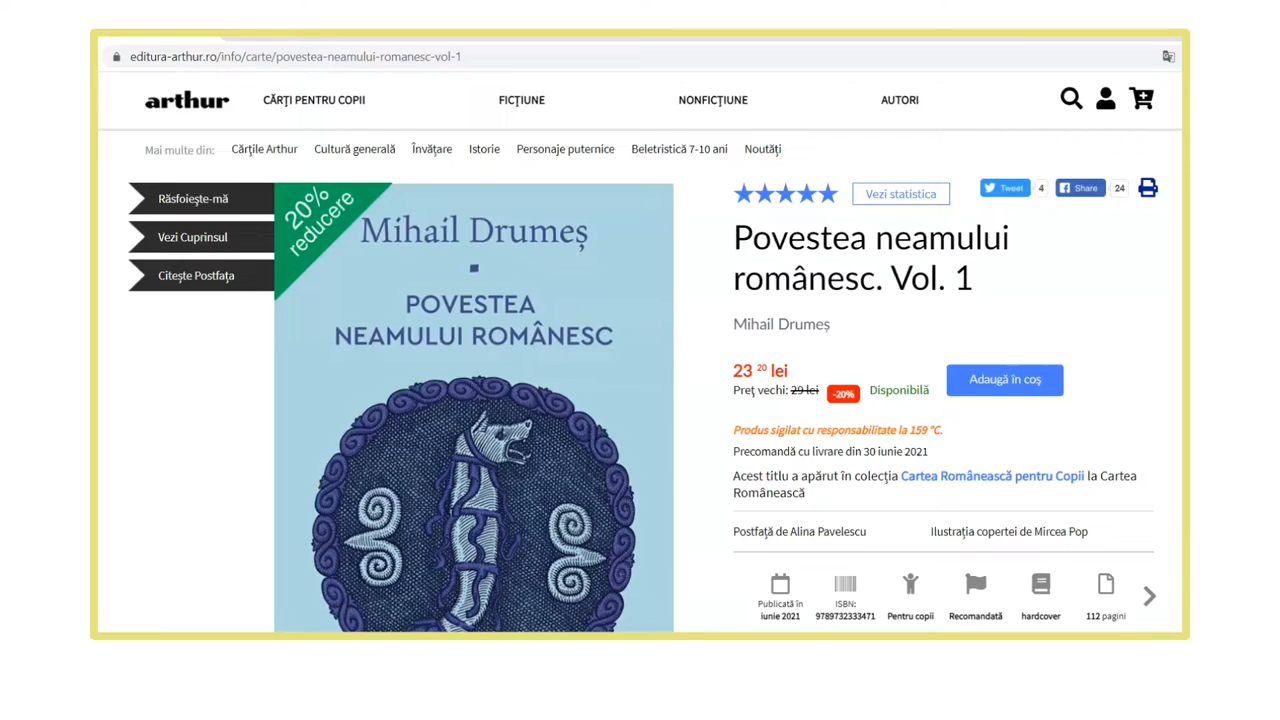 editura-arthur.ro/info/carte/povestea-neamului-romanesc-vol-1
arthur CĂRȚI PENTRU COPII FICȚIUNE NONFICȚIUNE AUTORI
Mai multe din: Cărțile Arthur Cultură generală Învățare Istorie Personaje puternice Beletristică 7-10 ani Noutăți
Răsfoiește-mă
Vezi Cuprinsul
Citește Postfața
20%
reducere
Mihail Drumeș
POVESTEA
NEAMULUI ROMÂNESC
Vezi statistica
Tweet 4 Share 24
Povestea neamului
românesc. Vol. 1
Mihail Drumeș
23 20 lei
Preț vechi: 29 lei -20% Disponibilă
Adaugă în coș
Produs sigilat cu responsabilitate la 159 °C.
Precomandă cu livrare din 30 iunie 2021
Acest titlu a apărut în colecția Cartea Românească pentru Copii la Cartea
Românească
Postfață de Alina Pavelescu Ilustrația copertei de Mircea Pop
Publicată în
iunie 2021
ISBN:
9789732333471
Pentru copii
Recomandată
hardcover
112 pagini